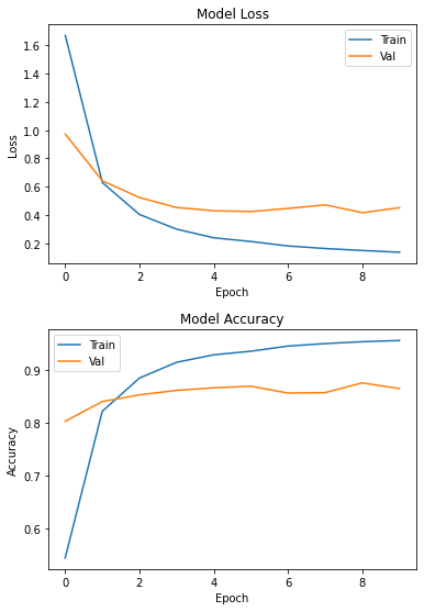 Model Loss
Train
Val
1.6
1.4
1.2
1.0
0.8
0.6
0.4
0.2
Loss
0 2 4 6 8
Epoch
Model Accuracy
Train
Val
0.9
0.8
0.7
0.6
Accuracy
0 2 4 6 8
Epoch